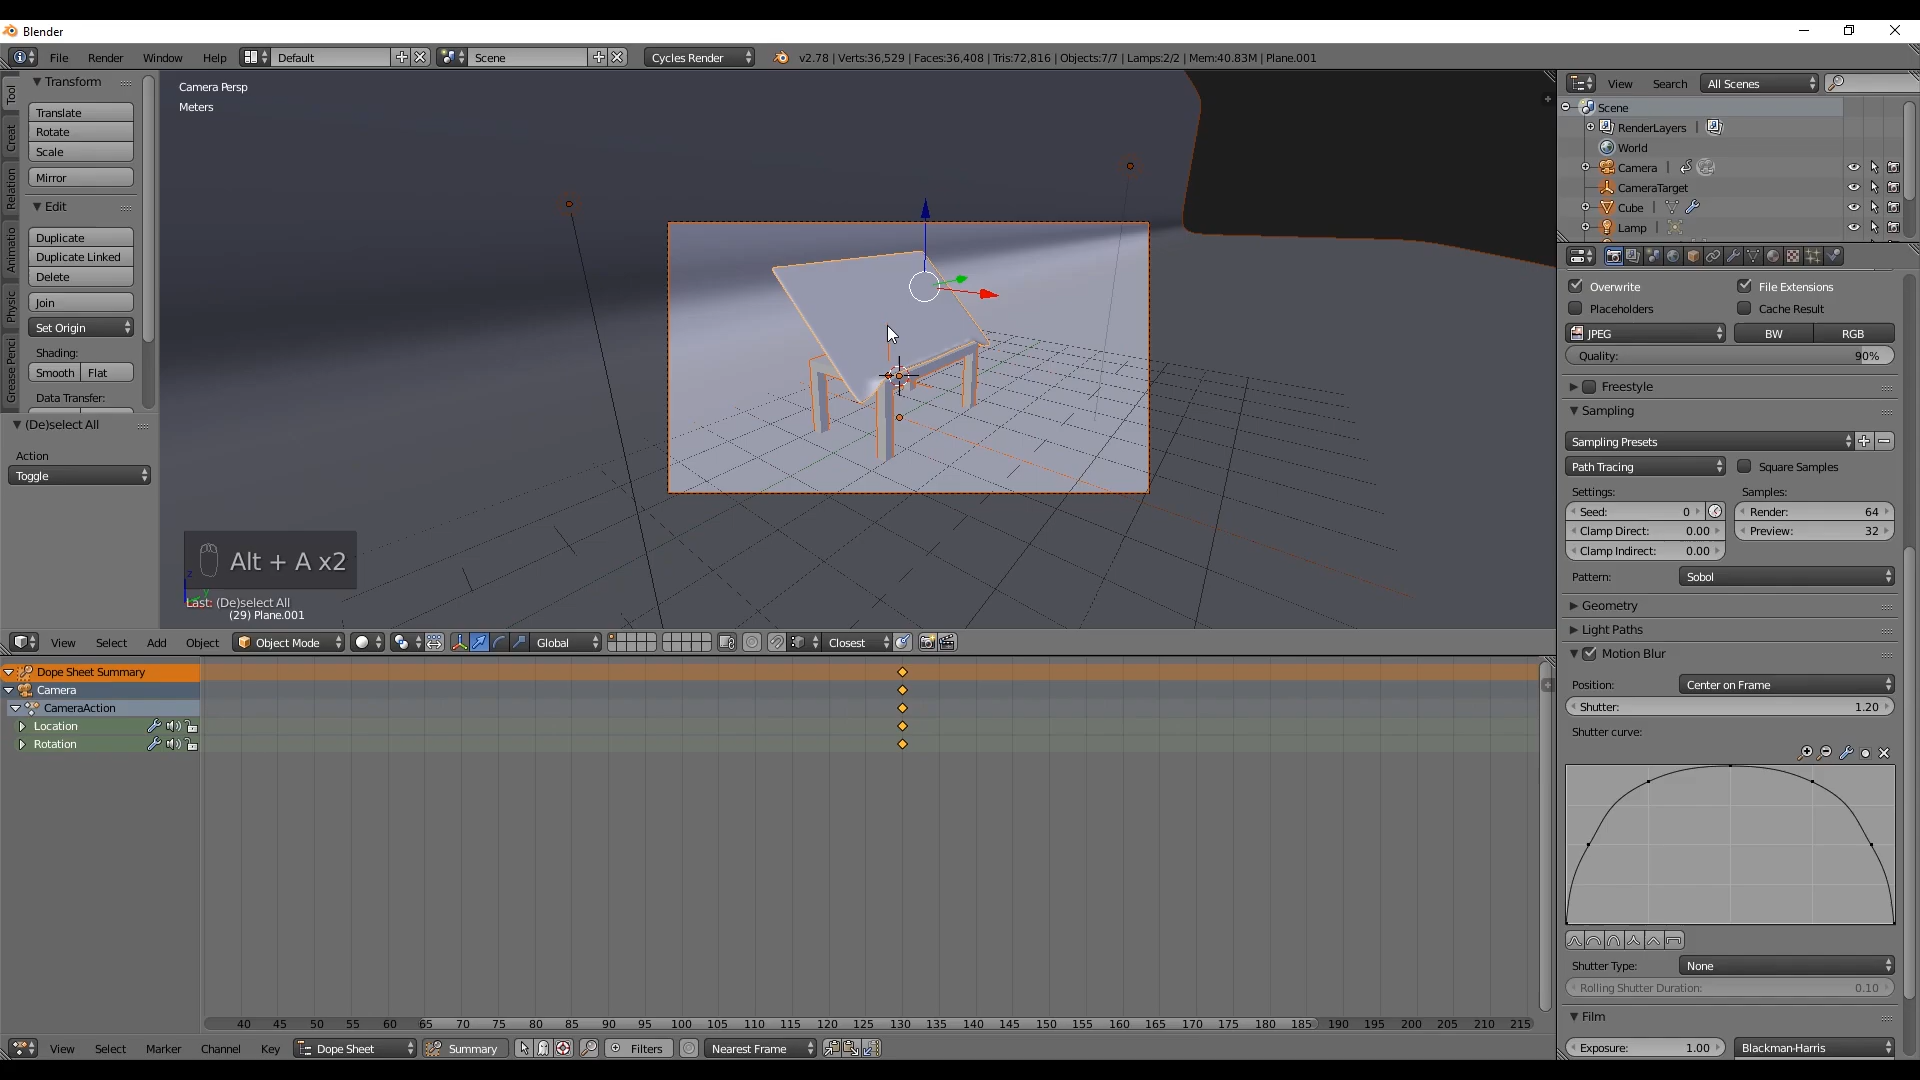 Blender
File Render Window Help Default Scene Cycles Render v2.78 | Verts:36,529 | Faces:36,408 | Tris:72,816 | Objects:7/7 | Lamps:2/2 | Mem:40.83M | Plane.001
Transform
Translate
Rotate
Scale
Mirror
Edit
Duplicate
Duplicate Linked
Delete
Join
Set Origin
Shading:
Smooth Flat
Data Transfer:
Tool
Creat
Relation
Animatio
Physic
Grease Penci
(De)select All
Action
Toggle
Camera Persp
Meters
Alt + A x2
Last: (De)select All
(29) Plane.001
View Select Add Object Object Mode Global Closest
Dope Sheet Summary
Camera
CameraAction
Location
Rotation
40 45 50 55 60 65 70 75 80 85 90 95 100 105 110 115 120 125 130 135 140 145 150 155 160 165 170 175 180 185 190 195 200 205 210 215
View Select Marker Channel Key Dope Sheet Summary Filters Nearest Frame
View Search All Scenes
Scene
RenderLayers |
World
Camera |
CameraTarget
Cube |
Lamp |
Overwrite File Extensions
Placeholders Cache Result
JPEG BW RGB
Quality: 90%
Freestyle
Sampling
Sampling Presets
Path Tracing Square Samples
Settings: Samples:
Seed: 0 Render: 64
Clamp Direct: 0.00 Preview: 32
Clamp Indirect: 0.00
Pattern: Sobol
Geometry
Light Paths
Motion Blur
Position: Center on Frame
Shutter: 1.20
Shutter curve:
Shutter Type: None
Rolling Shutter Duration: 0.10
Film
Exposure: 1.00 Blackman-Harris